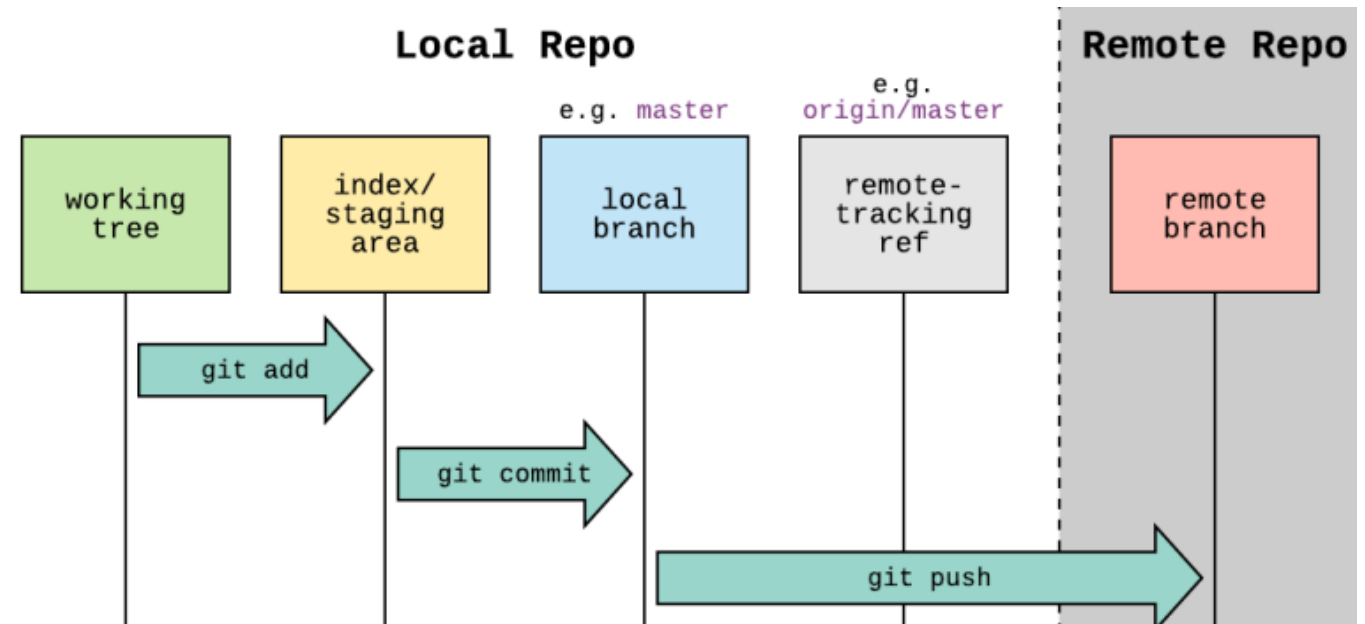 Local Repo
Remote Repo
e.g. master
e.g.
origin/master
working
tree
index/
staging
area
local
branch
remote-
tracking
ref
remote
branch
git add
git commit
git push